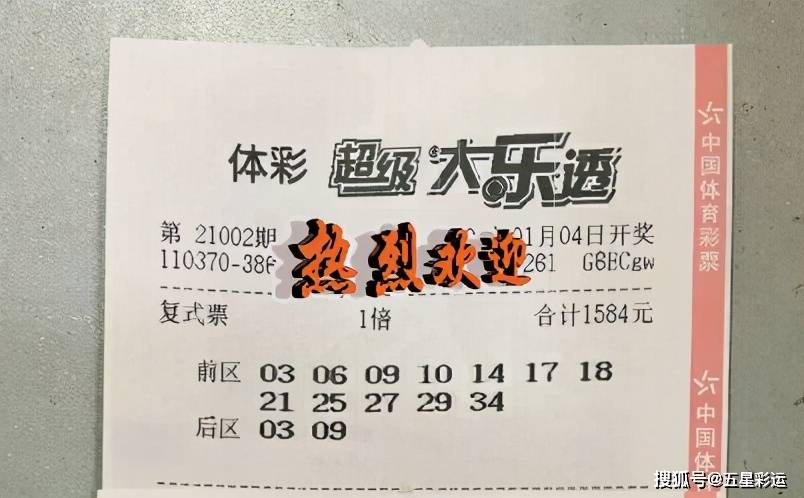 体彩 超级大乐透
第 21002期 01月04日开奖
110370-38 261 G6BCgw
热烈欢迎
复式票 1倍 合计1584元
前区 03 06 09 10 14 17 18
21 25 27 29 34
后区 03 09
中国体育彩票
中国体
搜狐号@五星彩运